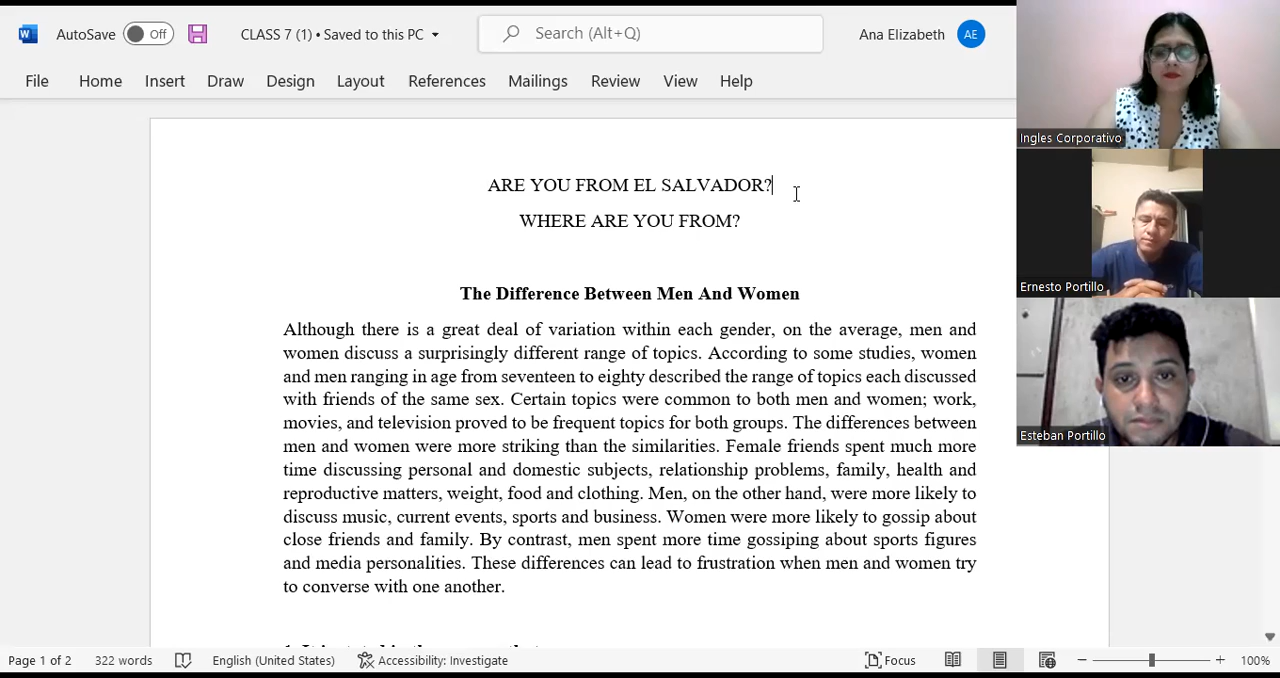 AutoSave Off CLASS 7 (1) • Saved to this PC Search (Alt+Q) Ana Elizabeth AE
File Home Insert Draw Design Layout References Mailings Review View Help
Ingles Corporativo
Ernesto Portillo
Esteban Portillo
ARE YOU FROM EL SALVADOR?
WHERE ARE YOU FROM?
The Difference Between Men And Women
Although there is a great deal of variation within each gender, on the average, men and
women discuss a surprisingly different range of topics. According to some studies, women
and men ranging in age from seventeen to eighty described the range of topics each discussed
with friends of the same sex. Certain topics were common to both men and women; work,
movies, and television proved to be frequent topics for both groups. The differences between
men and women were more striking than the similarities. Female friends spent much more
time discussing personal and domestic subjects, relationship problems, family, health and
reproductive matters, weight, food and clothing. Men, on the other hand, were more likely to
discuss music, current events, sports and business. Women were more likely to gossip about
close friends and family. By contrast, men spent more time gossiping about sports figures
and media personalities. These differences can lead to frustration when men and women try
to converse with one another.
Page 1 of 2 322 words English (United States) Accessibility: Investigate Focus 100%